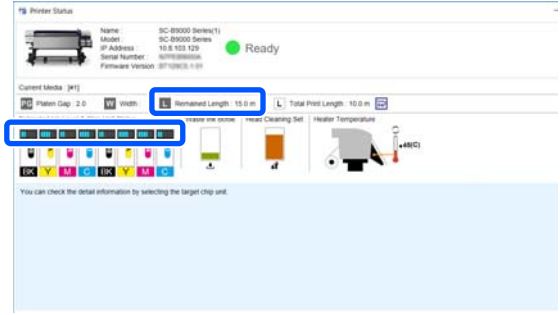 Printer Status
Name : SC-B9000 Series(1)
Model : SC-B9000 Series
IP Address : 10.8.103.129
Serial Number :
Firmware Version :
Ready
Current Media : [#1]
PG Platen Gap : 2.0 W Width L Remained Length : 15.0 m L Total Print Length : 10.0 m
Head Cleaning Set Heater Temperature
45(C)
BK Y M C BK Y M C
You can check the detail information by selecting the target chip unit.